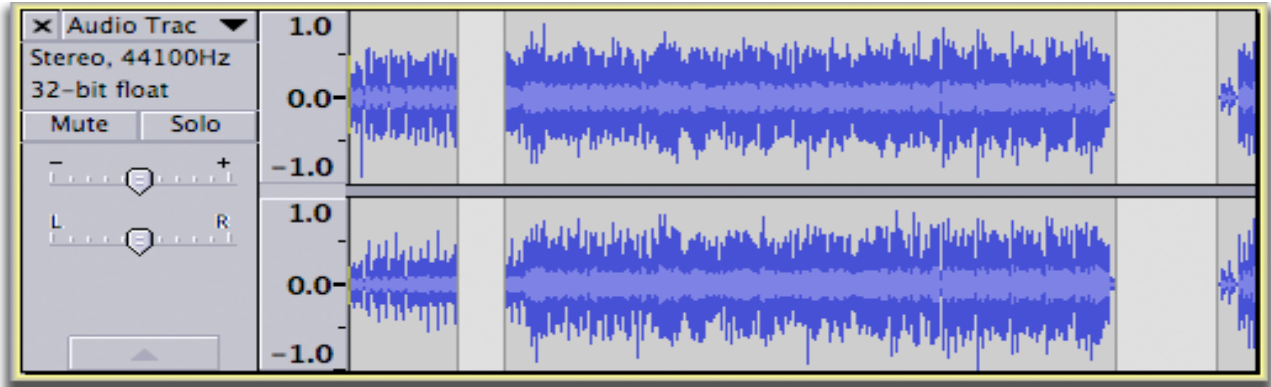 × Audio Trac
Stereo, 44100Hz
32-bit float
Mute Solo
- +
L R
1.0
0.0-
-1.0
1.0
0.0-
-1.0